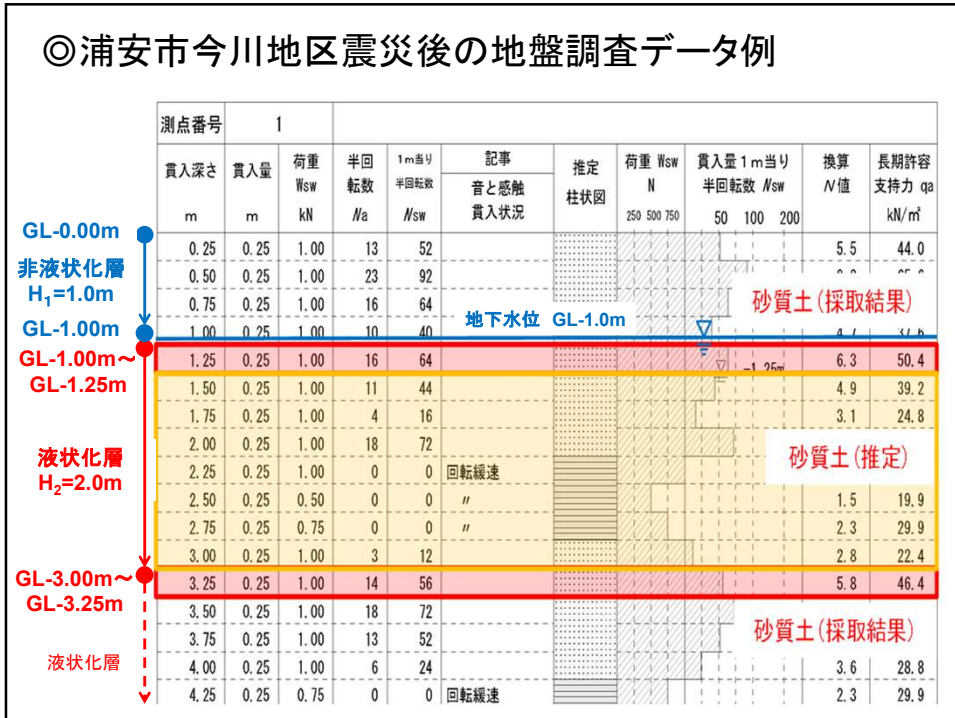 ◎浦安市今川地区震災後の地盤調査データ例
測点番号 1
貫入深さ m 貫入量 m 荷重 Wsw kN 半回転数 Na 1m当り半回転数 Nsw 記事 音と感触 貫入状況 推定柱状図 荷重 Wsw N 250 500 750 貫入量1m当り半回転数 Nsw 50 100 200 換算N値 長期許容支持力 qa kN/㎡
GL-0.00m
0.25 0.25 1.00 13 52 5.5 44.0
非液状化層
H1=1.0m
0.50 0.25 1.00 23 92
0.75 0.25 1.00 16 64
砂質土(採取結果)
GL-1.00m
1.00 0.25 1.00 10 40
地下水位 GL-1.0m
GL-1.00m～
GL-1.25m
1.25 0.25 1.00 16 64 -1.25m 6.3 50.4
1.50 0.25 1.00 11 44 4.9 39.2
1.75 0.25 1.00 4 16 3.1 24.8
2.00 0.25 1.00 18 72
砂質土(推定)
液状化層
H2=2.0m
2.25 0.25 1.00 0 0 回転緩速
2.50 0.25 0.50 0 0 〃 1.5 19.9
2.75 0.25 0.75 0 0 〃 2.3 29.9
3.00 0.25 1.00 3 12 2.8 22.4
GL-3.00m～
GL-3.25m
3.25 0.25 1.00 14 56 5.8 46.4
3.50 0.25 1.00 18 72
3.75 0.25 1.00 13 52
砂質土(採取結果)
液状化層
4.00 0.25 1.00 6 24 3.6 28.8
4.25 0.25 0.75 0 0 回転緩速 2.3 29.9